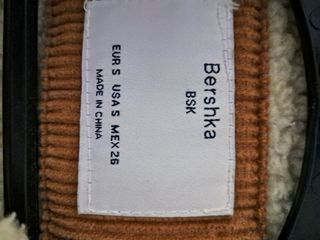 Bershka
BSK
EUR S USA S MEX 26
MADE IN CHINA